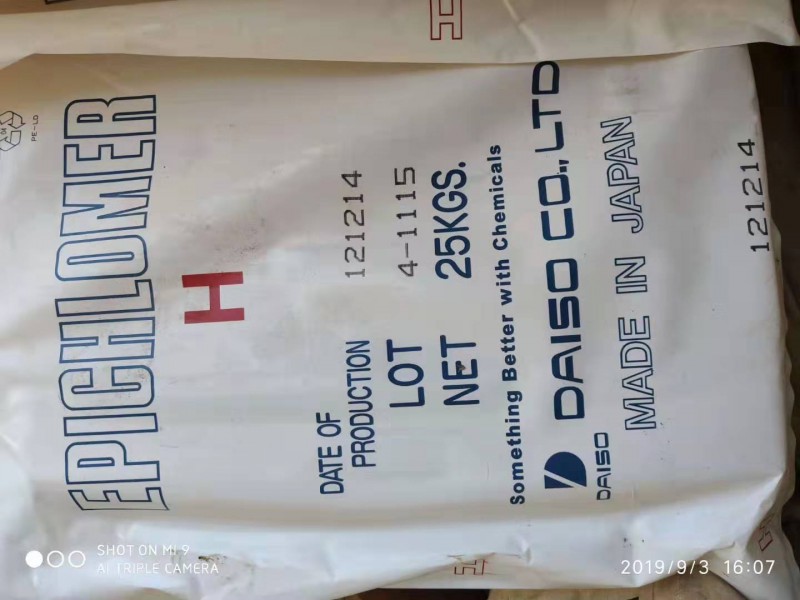 H
PE-LD
EPICHLOMER
H
DATE OF
PRODUCTION
121214
LOT 4-1115
NET 25KGS.
Something Better with Chemicals
DAISO CO., LTD
DAISO
MADE IN JAPAN
121214
H
H
SHOT ON MI 9
AI TRIPLE CAMERA
2019/9/3 16:07